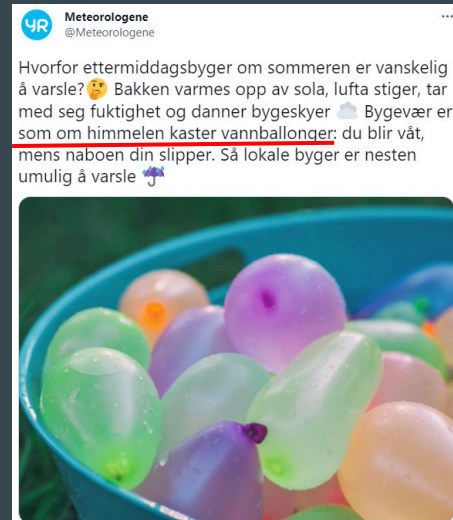 YR
Meteorologene
@Meteorologene
...
Hvorfor ettermiddagsbyger om sommeren er vanskelig
å varsle?🤔 Bakken varmes opp av sola, lufta stiger, tar
med seg fuktighet og danner bygeskyer ☁️ Bygevær er
som om himmelen kaster vannballonger: du blir våt,
mens naboen din slipper. Så lokale byger er nesten
umulig å varsle ☔